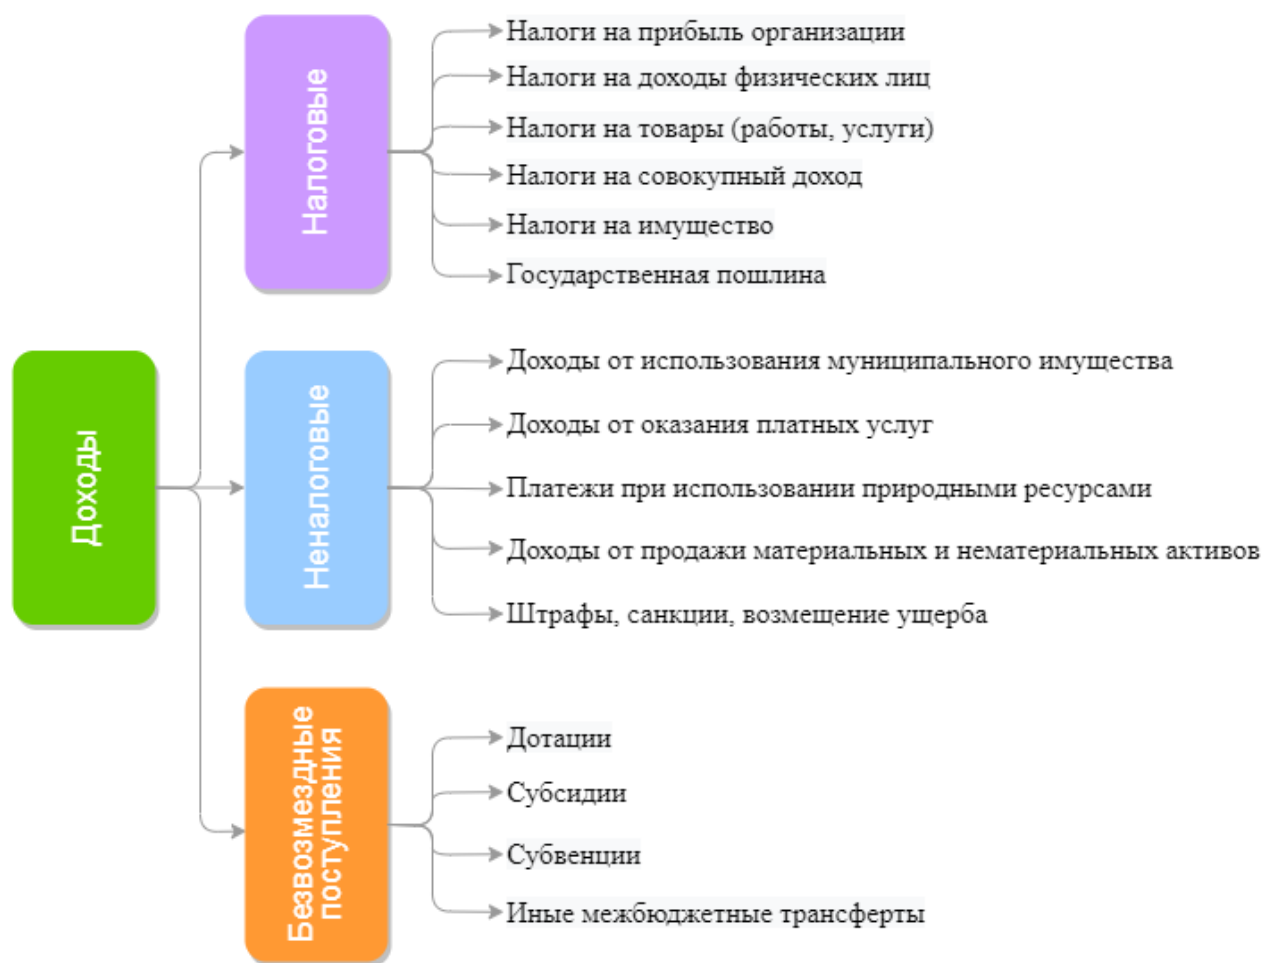 Доходы
Налоговые
Налоги на прибыль организации
Налоги на доходы физических лиц
Налоги на товары (работы, услуги)
Налоги на совокупный доход
Налоги на имущество
Государственная пошлина
Неналоговые
Доходы от использования муниципального имущества
Доходы от оказания платных услуг
Платежи при использовании природными ресурсами
Доходы от продажи материальных и нематериальных активов
Штрафы, санкции, возмещение ущерба
Безвозмездные
поступления
Дотации
Субсидии
Субвенции
Иные межбюджетные трансферты